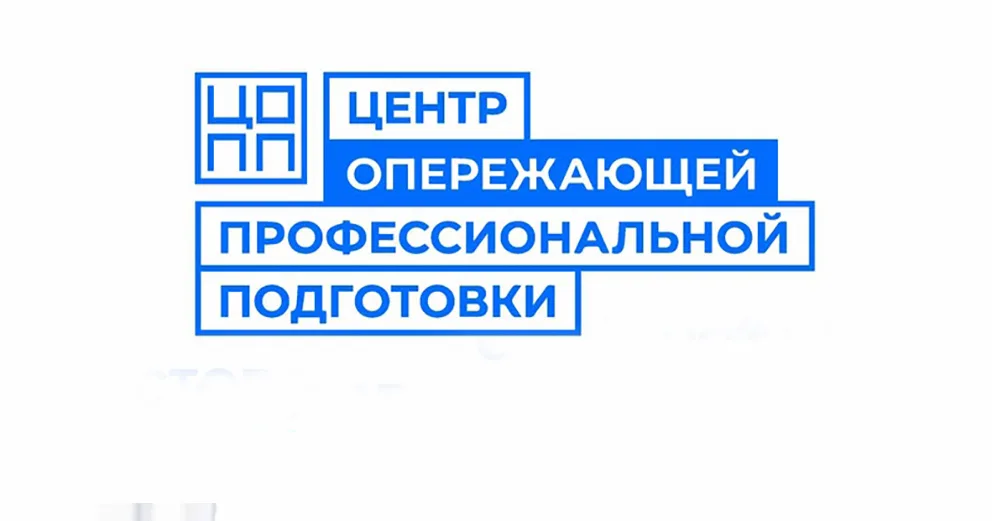 ЦО
ПП
ЦЕНТР
ОПЕРЕЖАЮЩЕЙ
ПРОФЕССИОНАЛЬНОЙ
ПОДГОТОВКИ